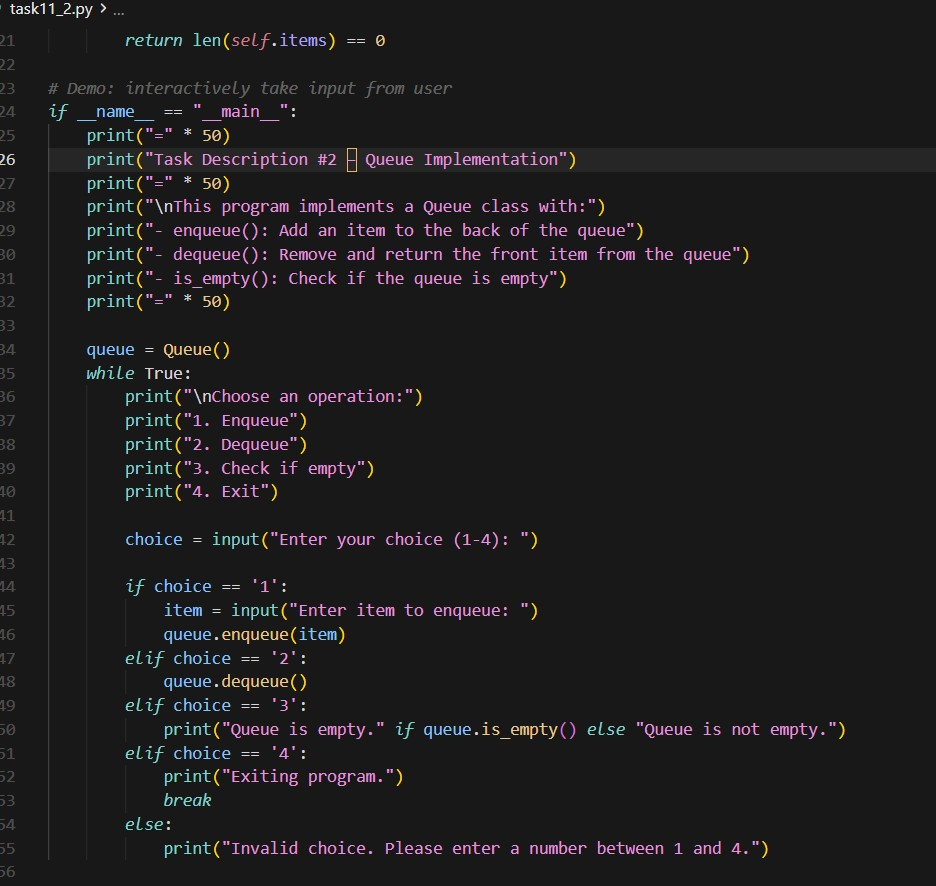 task11_2.py > ...
21 return len(self.items) == 0
22
23 # Demo: interactively take input from user
24 if __name__ == "__main__":
25 print("=" * 50)
26 print("Task Description #2 – Queue Implementation")
27 print("=" * 50)
28 print("\nThis program implements a Queue class with:")
29 print("- enqueue(): Add an item to the back of the queue")
30 print("- dequeue(): Remove and return the front item from the queue")
31 print("- is_empty(): Check if the queue is empty")
32 print("=" * 50)
33
34 queue = Queue()
35 while True:
36 print("\nChoose an operation:")
37 print("1. Enqueue")
38 print("2. Dequeue")
39 print("3. Check if empty")
40 print("4. Exit")
41
42 choice = input("Enter your choice (1-4): ")
43
44 if choice == '1':
45 item = input("Enter item to enqueue: ")
46 queue.enqueue(item)
47 elif choice == '2':
48 queue.dequeue()
49 elif choice == '3':
50 print("Queue is empty." if queue.is_empty() else "Queue is not empty.")
51 elif choice == '4':
52 print("Exiting program.")
53 break
54 else:
55 print("Invalid choice. Please enter a number between 1 and 4.")
56